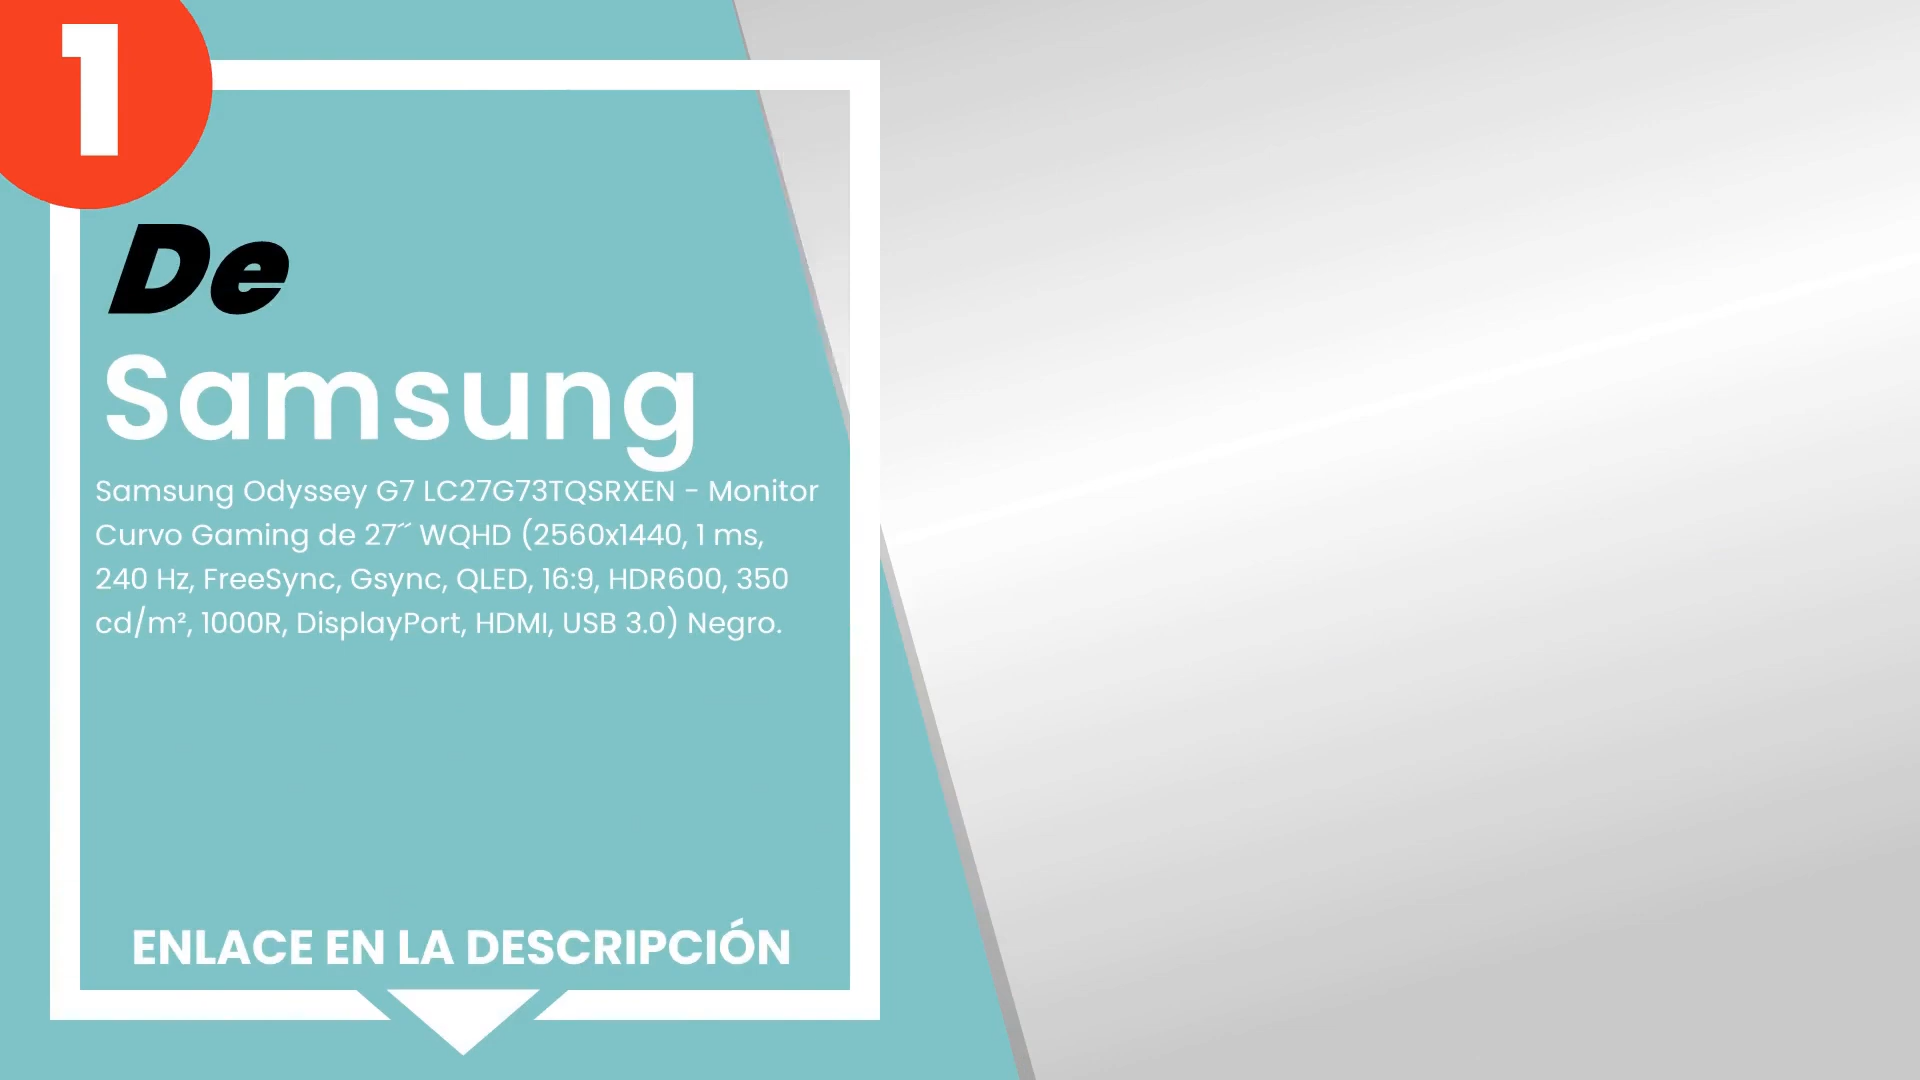 1
De
Samsung
Samsung Odyssey G7 LC27G73TQSRXEN - Monitor
Curvo Gaming de 27´´ WQHD (2560x1440, 1 ms,
240 Hz, FreeSync, Gsync, QLED, 16:9, HDR600, 350
cd/m², 1000R, DisplayPort, HDMI, USB 3.0) Negro.
ENLACE EN LA DESCRIPCIÓN